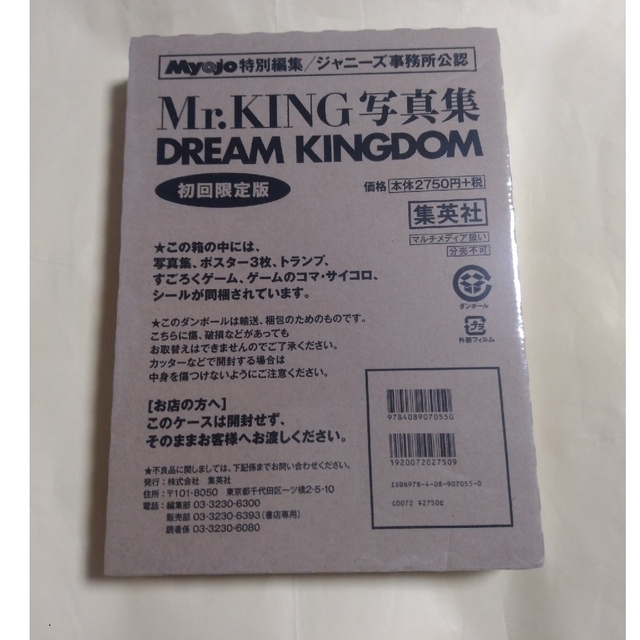 Myojo特別編集/ジャニーズ事務所公認
Mr.KING 写真集
DREAM KINGDOM
初回限定版
価格 本体2750円+税
集英社
マルチメディア扱い
分売不可
★この箱の中には、
写真集、ポスター3枚、トランプ、
すごろくゲーム、ゲームのコマ・サイコロ、
シールが同梱されています。
ダンボール
プラ
外装フィルム
★このダンボールは輸送、梱包のためのものです。
こちらに傷、破損などがあっても
お取替えはできませんのでご了承ください。
カッターなどで開封する場合は
中身を傷つけないようにご注意ください。
[お店の方へ]
このケースは開封せず、
そのままお客様へお渡しください。
★不良品に関しましては、下記係までお問い合わせください。
発行:株式会社 集英社
住所:〒101-8050 東京都千代田区一ツ橋2-5-10
電話:編集部 03-3230-6300
販売部 03-3230-6393(書店専用)
読者係 03-3230-6080
9784089070550
1920072027509
ISBN978-4-08-907055-0
C0072 ¥2750E